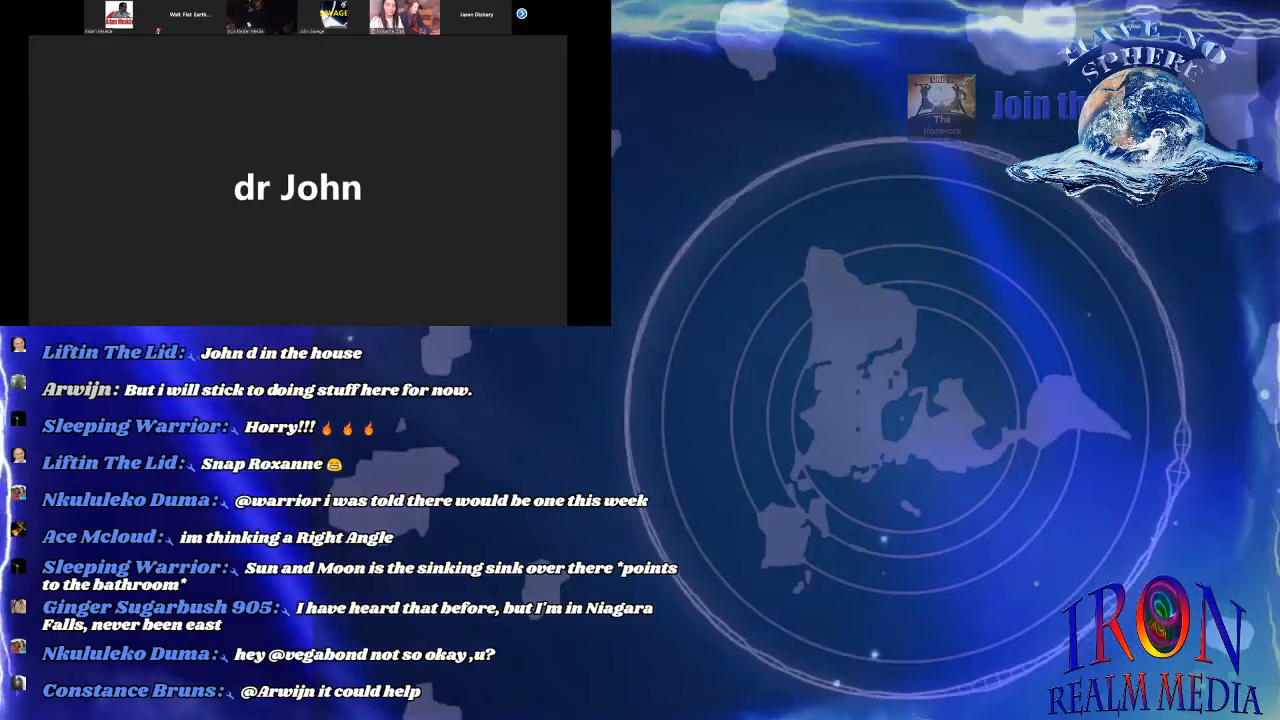 Adam Meakin
Walt Flat Earth...
Iron Realm Media
SAVAGE
John Savage
Jason Disbury
dr John
HAVE NO
SPHERE
The
Ironwork
Join th
Liftin The Lid: John d in the house
Arwijn: But i will stick to doing stuff here for now.
Sleeping Warrior: Horry!!! 🔥 🔥 🔥
Liftin The Lid: Snap Roxanne 😄
Nkululeko Duma: @warrior i was told there would be one this week
Ace Mcloud: im thinking a Right Angle
Sleeping Warrior: Sun and Moon is the sinking sink over there *points
to the bathroom*
Ginger Sugarbush 905: I have heard that before, but I'm in Niagara
Falls, never been east
Nkululeko Duma: hey @vegabond not so okay ,u?
Constance Bruns: @Arwijn it could help
IRON
REALM MEDIA